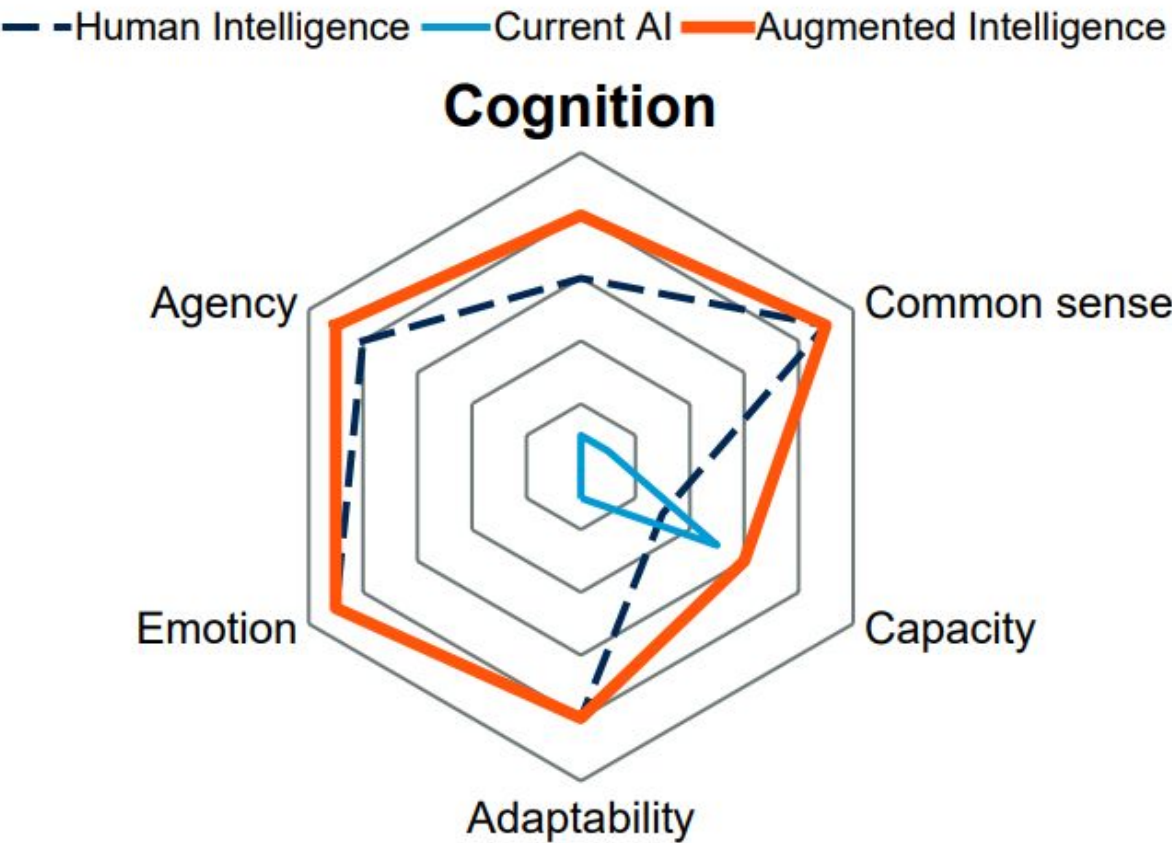 Human Intelligence Current AI Augmented Intelligence
Cognition
Agency
Common sense
Emotion
Capacity
Adaptability